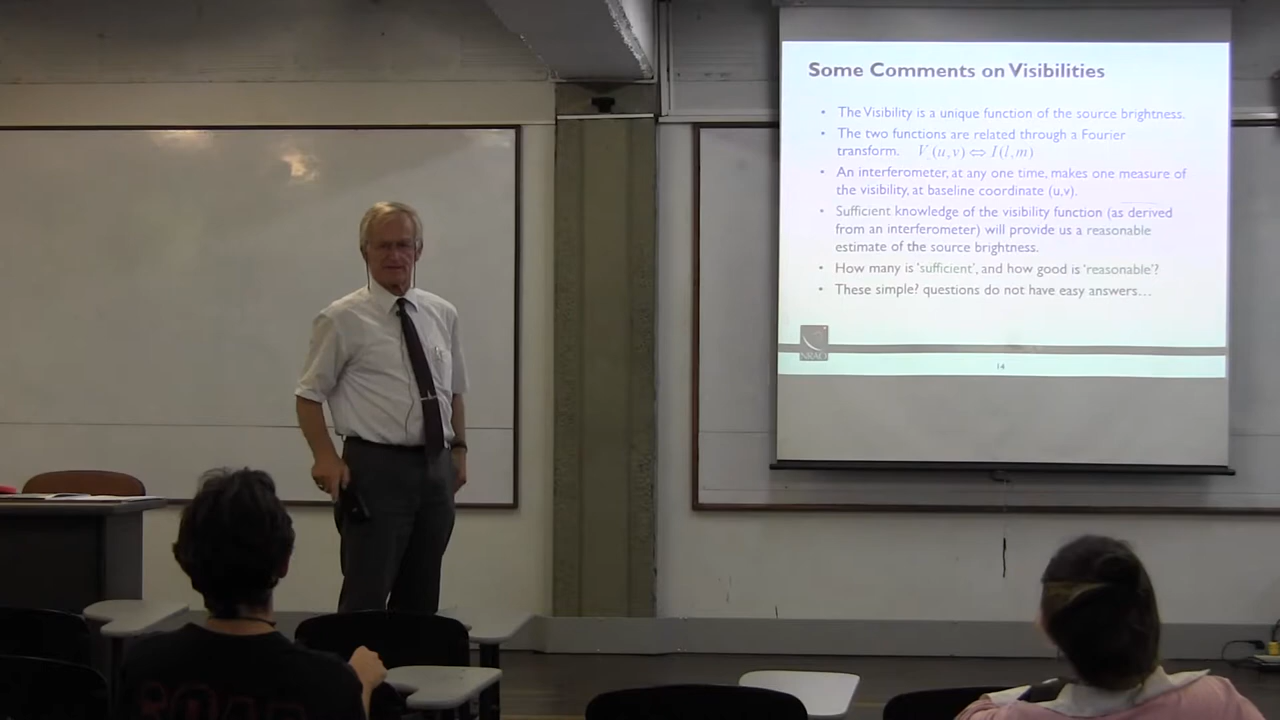 Some Comments on Visibilities
• The Visibility is a unique function of the source brightness.
• The two functions are related through a Fourier
transform. V(u,v) ⇔ I(l,m)
• An interferometer, at any one time, makes one measure of
the visibility, at baseline coordinate (u,v).
• Sufficient knowledge of the visibility function (as derived
from an interferometer) will provide us a reasonable
estimate of the source brightness.
• How many is 'sufficient', and how good is 'reasonable'?
• These simple? questions do not have easy answers...
NRAO
14